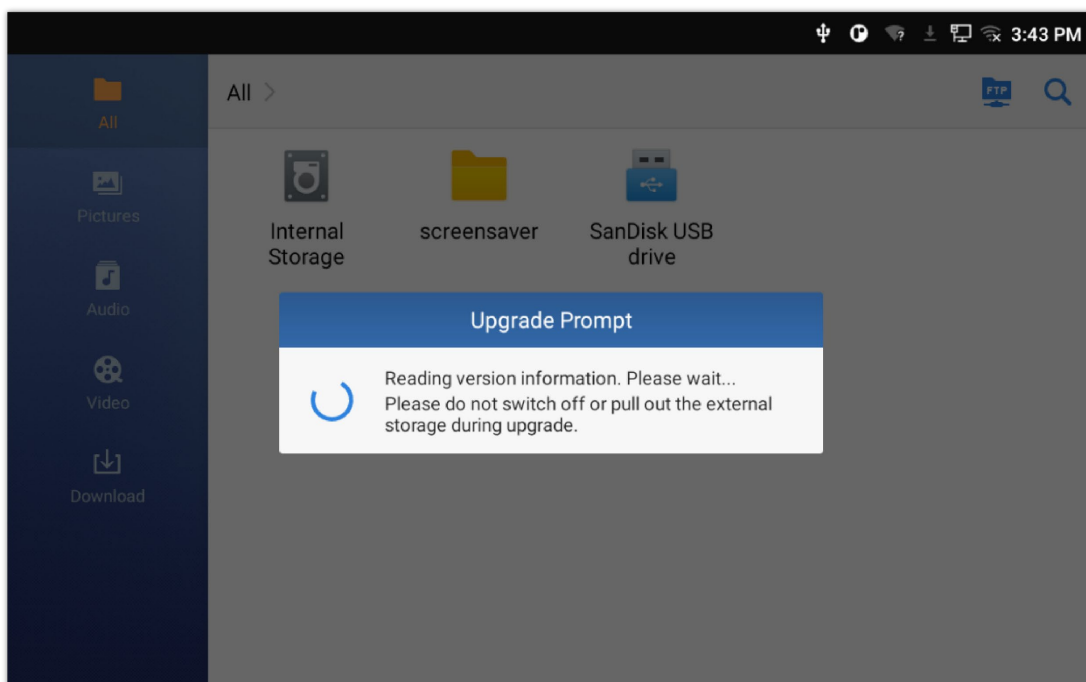 3:43 PM
All
All >
FTP
Pictures
Internal
Storage
screensaver
SanDisk USB
drive
Audio
Upgrade Prompt
Reading version information. Please wait...
Please do not switch off or pull out the external
storage during upgrade.
Video
Download